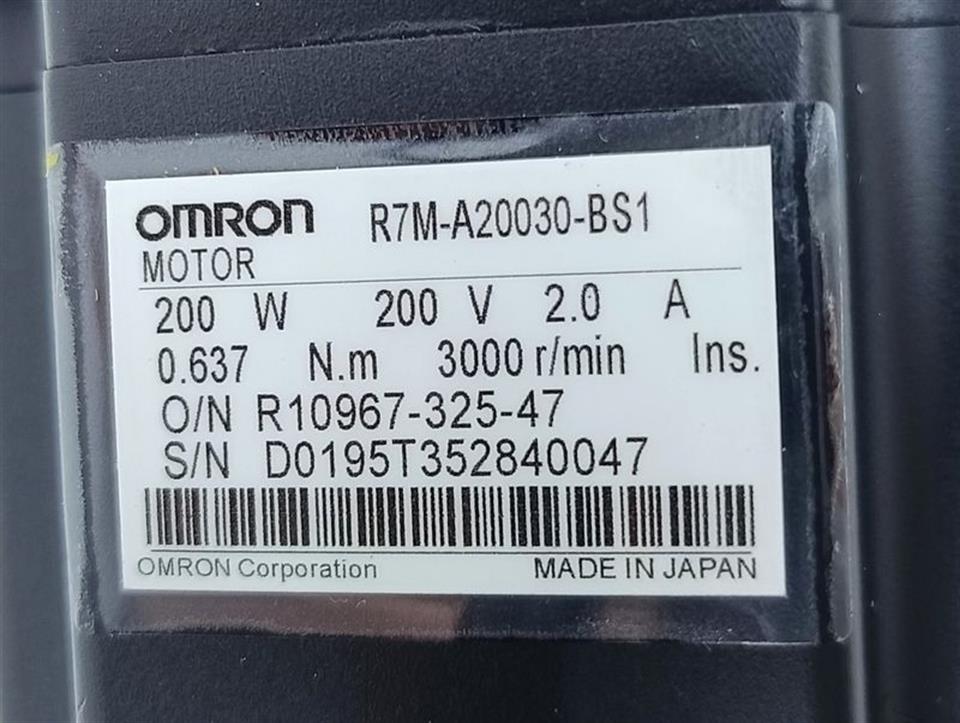 OMRON R7M-A20030-BS1
MOTOR
200 W 200 V 2.0 A
0.637 N.m 3000 r/min Ins.
O/N R10967-325-47
S/N D0195T352840047
OMRON Corporation MADE IN JAPAN